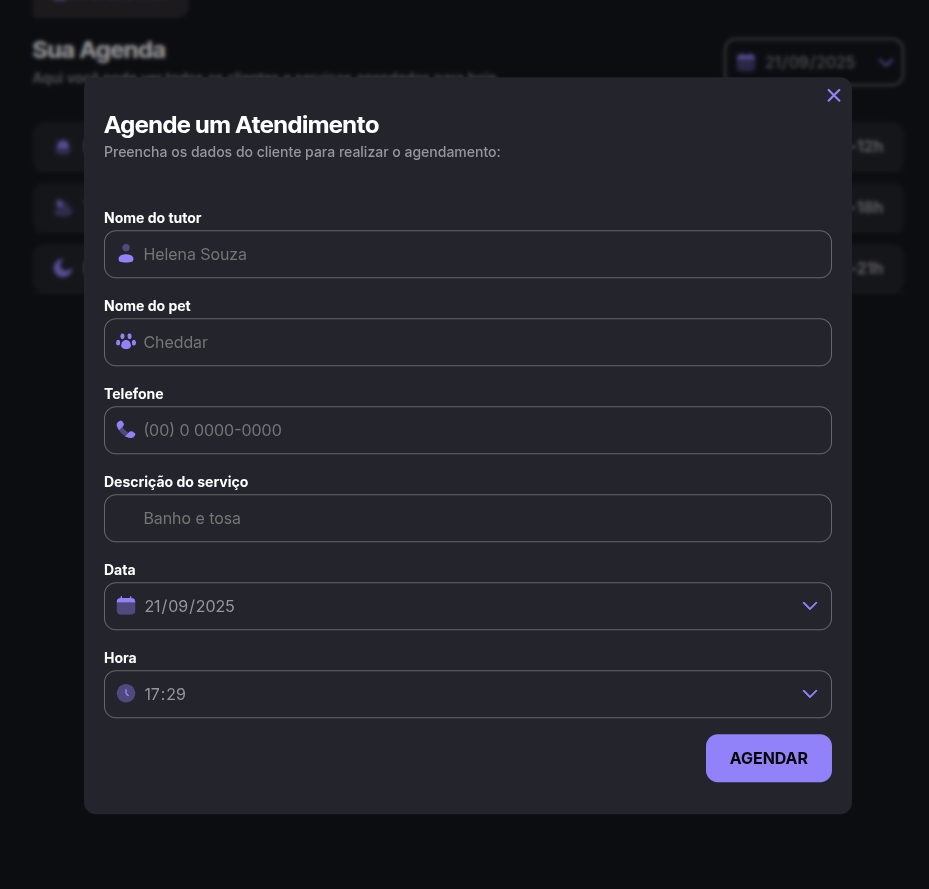 Sua Agenda
21/09/2025
Aqui você pode ver todos os clientes e serviços agendados para hoje.
Agende um Atendimento
Preencha os dados do cliente para realizar o agendamento:
-12h
-18h
-21h
Nome do tutor
Helena Souza
Nome do pet
Cheddar
Telefone
(00) 0 0000-0000
Descrição do serviço
Banho e tosa
Data
21/09/2025
Hora
17:29
AGENDAR